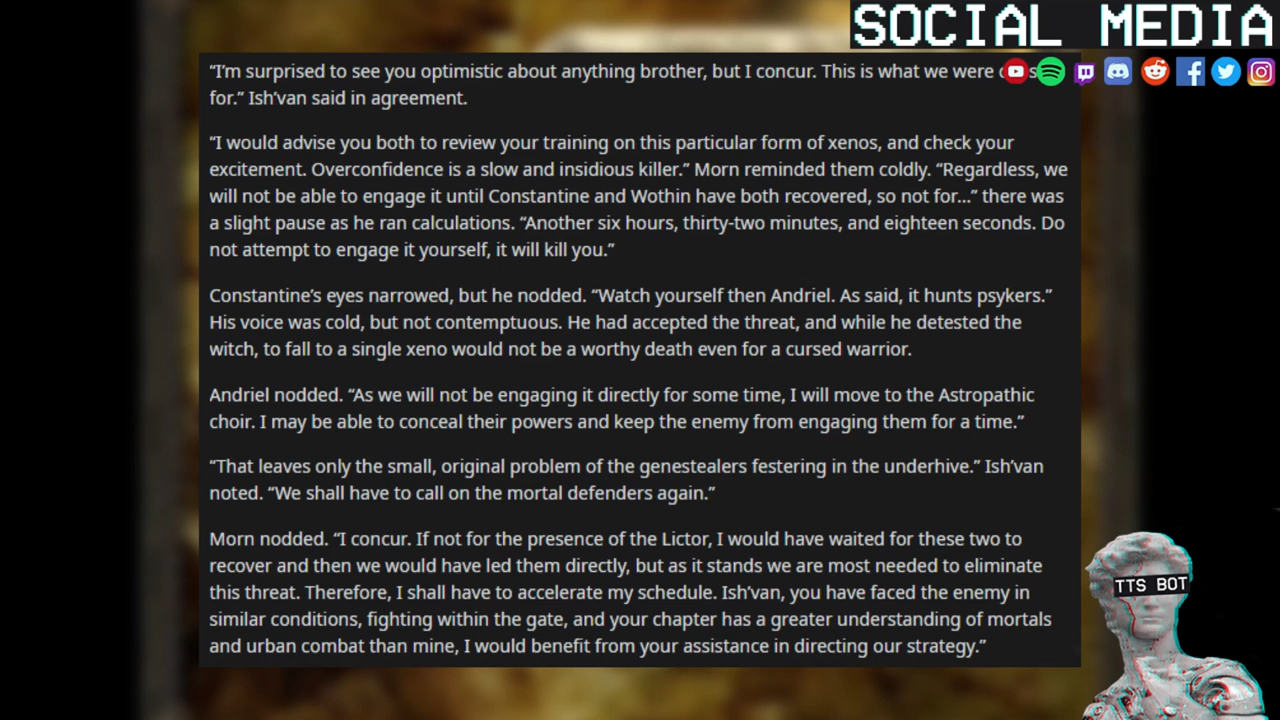 SOCIAL MEDIA
“I’m surprised to see you optimistic about anything brother, but I concur. This is what we were
for.” Ish’van said in agreement.
“I would advise you both to review your training on this particular form of xenos, and check your
excitement. Overconfidence is a slow and insidious killer.” Morn reminded them coldly. “Regardless, we
will not be able to engage it until Constantine and Wothin have both recovered, so not for...” there was
a slight pause as he ran calculations. “Another six hours, thirty-two minutes, and eighteen seconds. Do
not attempt to engage it yourself, it will kill you.”
Constantine’s eyes narrowed, but he nodded. “Watch yourself then Andriel. As said, it hunts psykers.”
His voice was cold, but not contemptuous. He had accepted the threat, and while he detested the
witch, to fall to a single xeno would not be a worthy death even for a cursed warrior.
Andriel nodded. “As we will not be engaging it directly for some time, I will move to the Astropathic
choir. I may be able to conceal their powers and keep the enemy from engaging them for a time.”
“That leaves only the small, original problem of the genestealers festering in the underhive.” Ish’van
noted. “We shall have to call on the mortal defenders again.”
Morn nodded. “I concur. If not for the presence of the Lictor, I would have waited for these two to
recover and then we would have led them directly, but as it stands we are most needed to eliminate
this threat. Therefore, I shall have to accelerate my schedule. Ish’van, you have faced the enemy in
similar conditions, fighting within the gate, and your chapter has a greater understanding of mortals
and urban combat than mine, I would benefit from your assistance in directing our strategy.”
TTS BOT